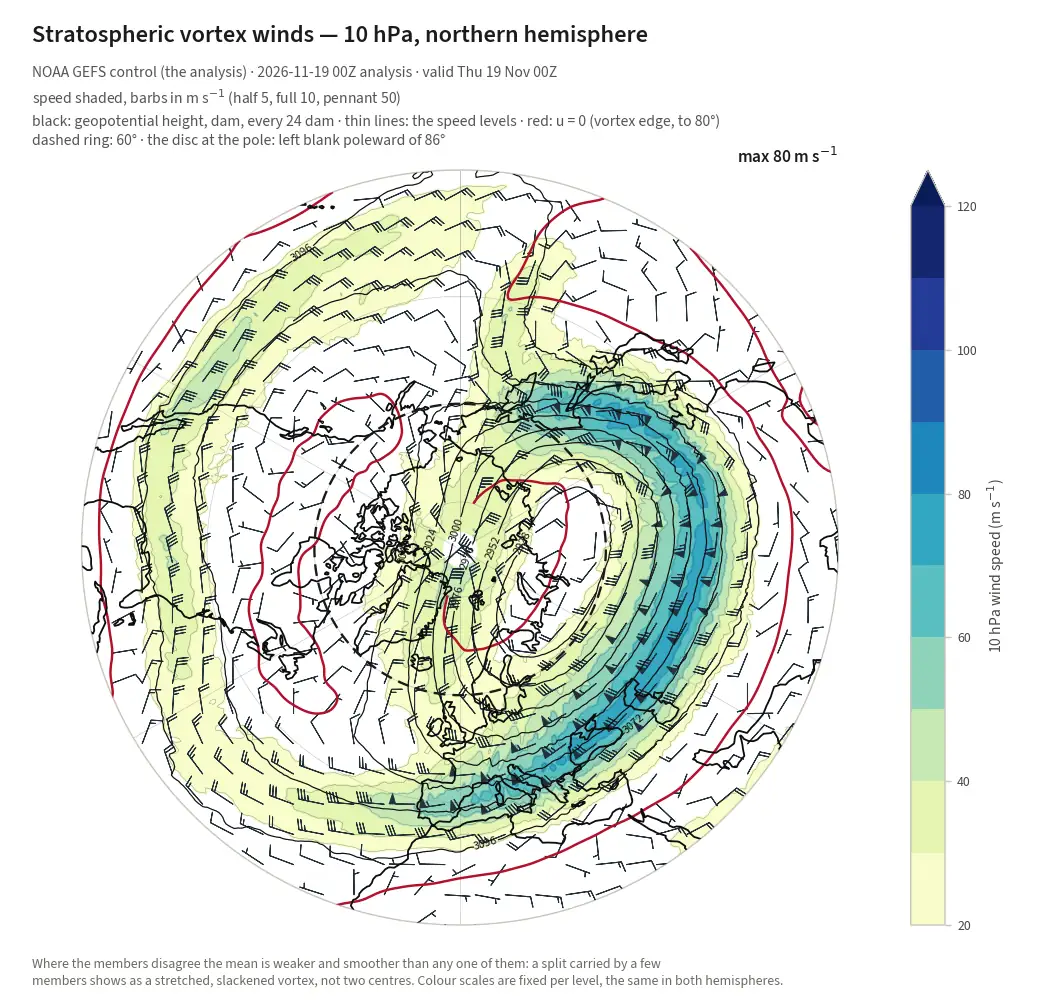 Stratospheric vortex winds — 10 hPa, northern hemisphere
NOAA GEFS control (the analysis) · 2026-11-19 00Z analysis · valid Thu 19 Nov 00Z
speed shaded, barbs in m s⁻¹ (half 5, full 10, pennant 50)
black: geopotential height, dam, every 24 dam · thin lines: the speed levels · red: u = 0 (vortex edge, to 80°)
dashed ring: 60° · the disc at the pole: left blank poleward of 86°
max 80 m s⁻¹
120
100
80
60
40
20
10 hPa wind speed (m s⁻¹)
3096
3024
3000
2952
3072
3096
Where the members disagree the mean is weaker and smoother than any one of them: a split carried by a few
members shows as a stretched, slackened vortex, not two centres. Colour scales are fixed per level, the same in both hemispheres.